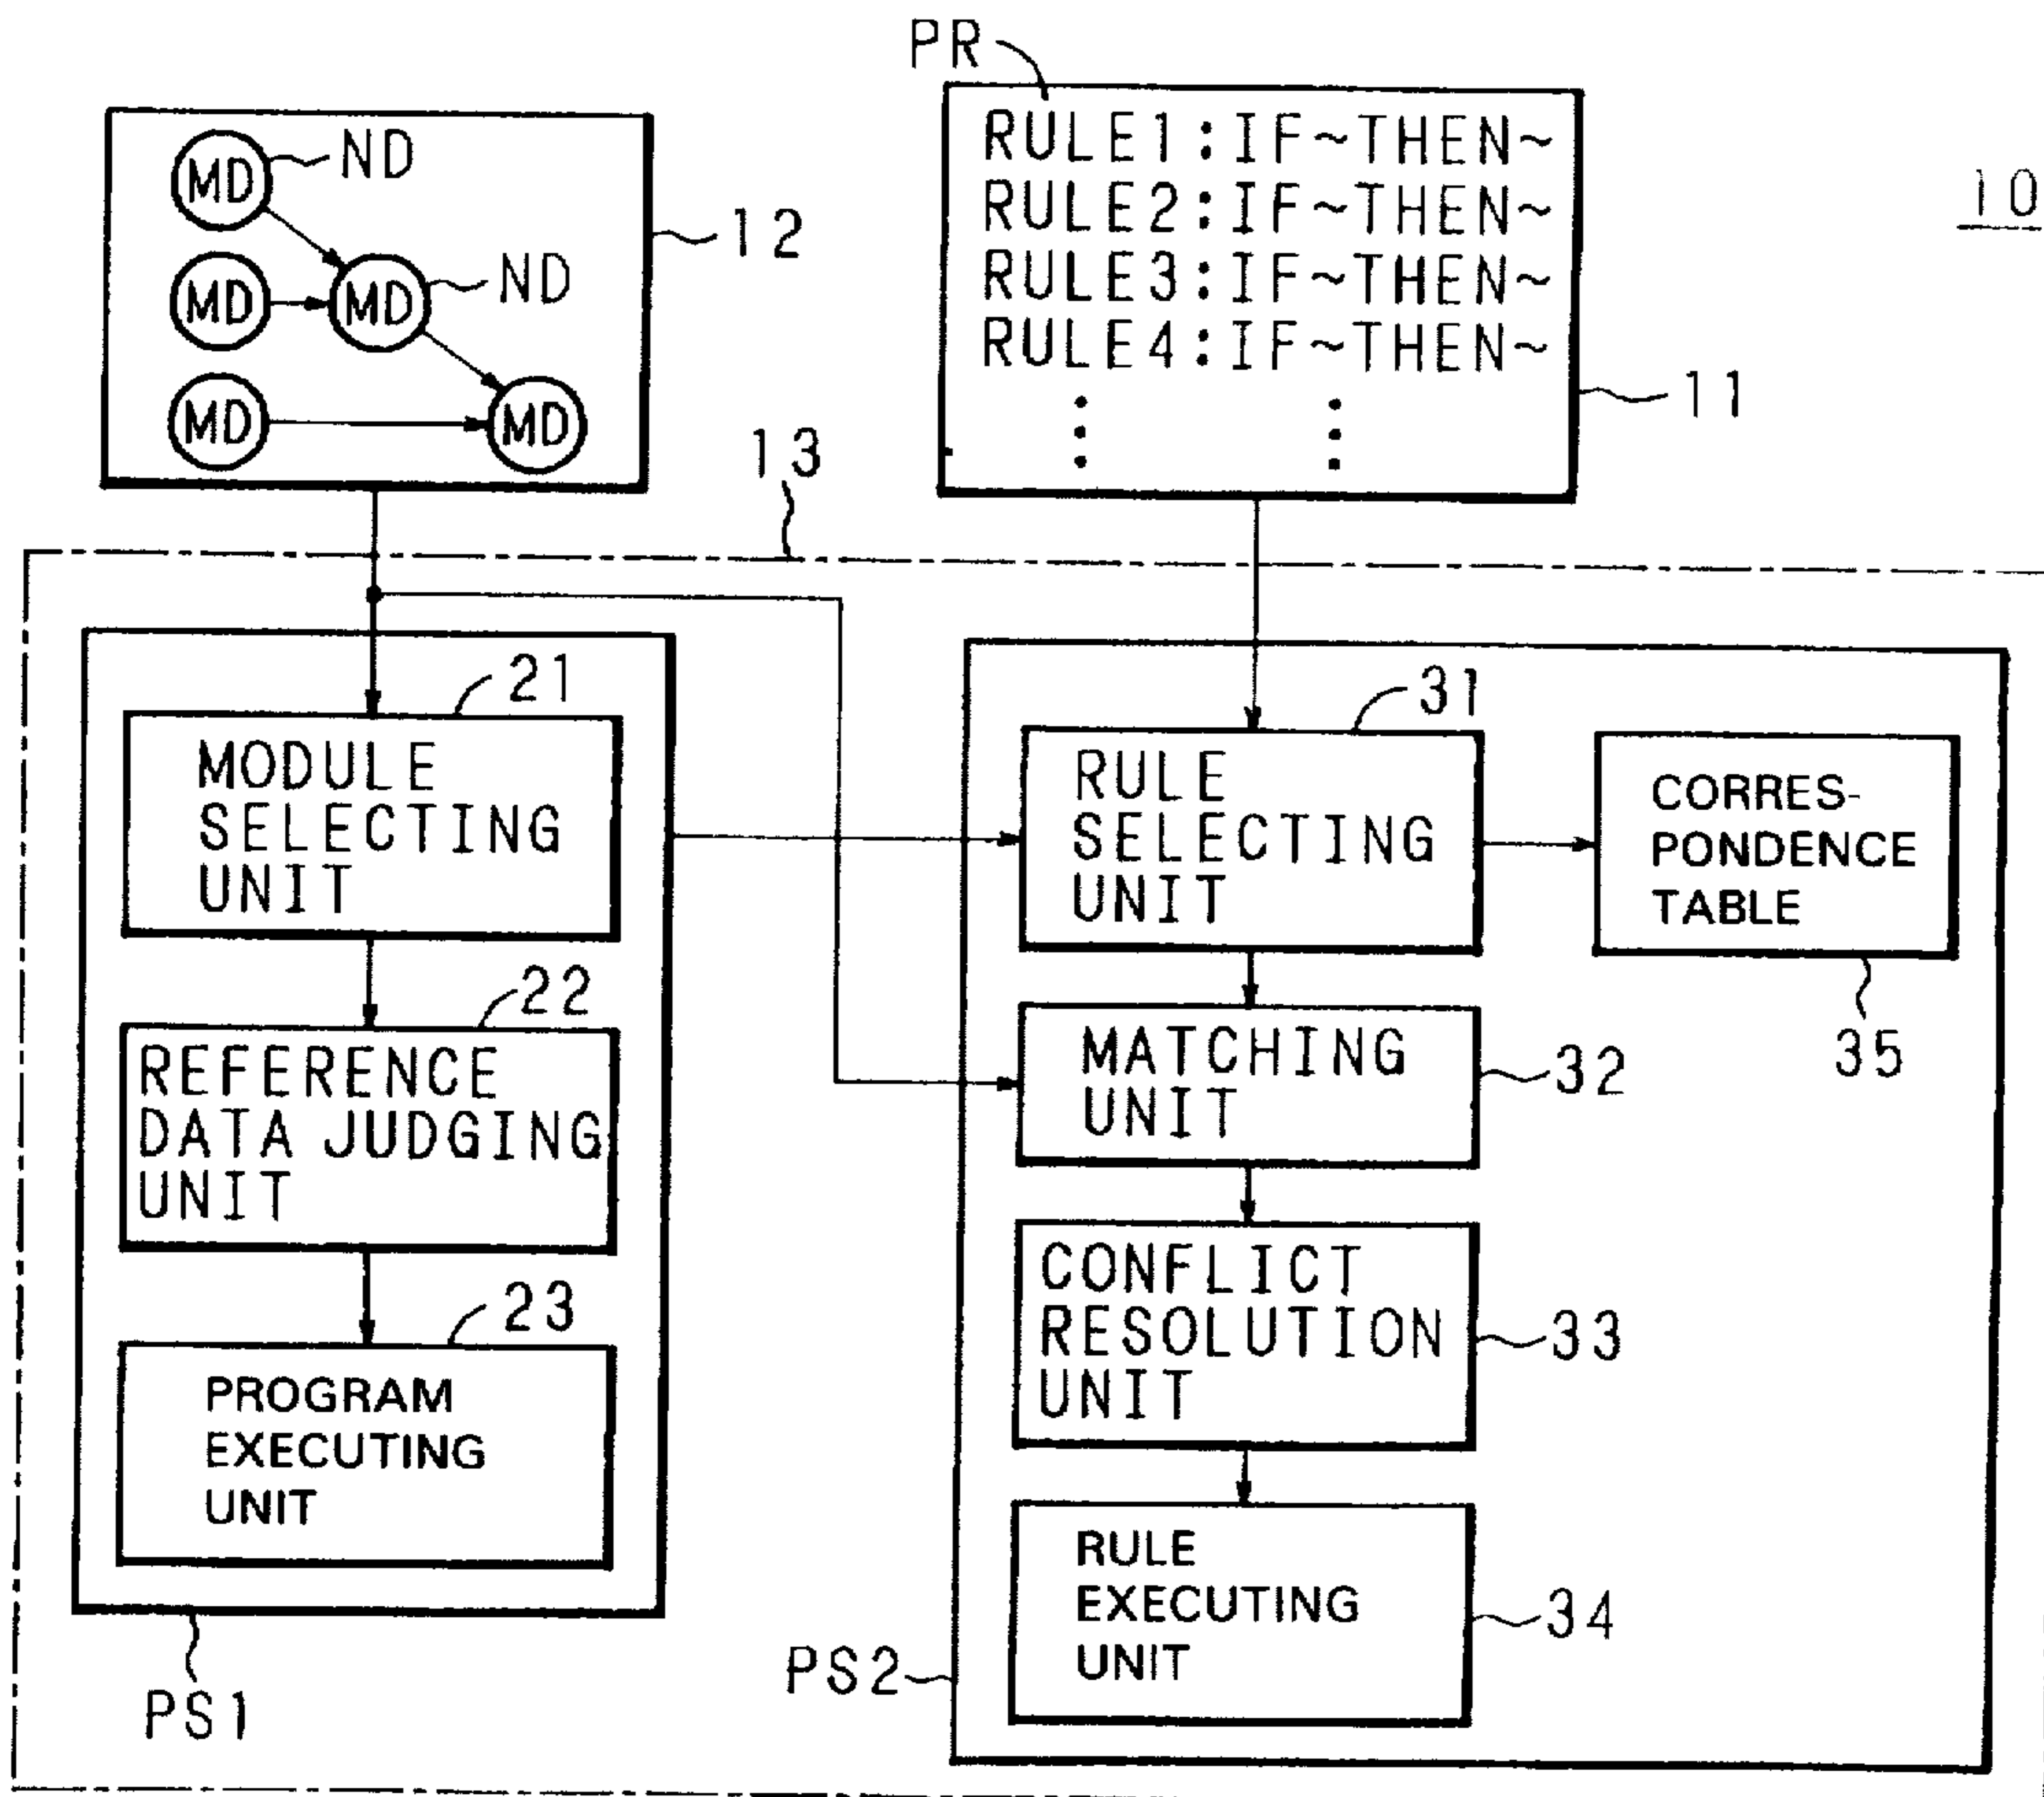 PR
MD
ND
MD
MD
ND
MD
MD
12
RULE1:IF~THEN~
RULE2:IF~THEN~
RULE3:IF~THEN~
RULE4:IF~THEN~
11
10
13
21
MODULE
SELECTING
UNIT
22
REFERENCE
DATA JUDGING
UNIT
23
PROGRAM
EXECUTING
UNIT
PS1
31
RULE
SELECTING
UNIT
CORRES-
PONDENCE
TABLE
35
MATCHING
UNIT
32
CONFLICT
RESOLUTION
UNIT
33
RULE
EXECUTING
UNIT
34
PS2